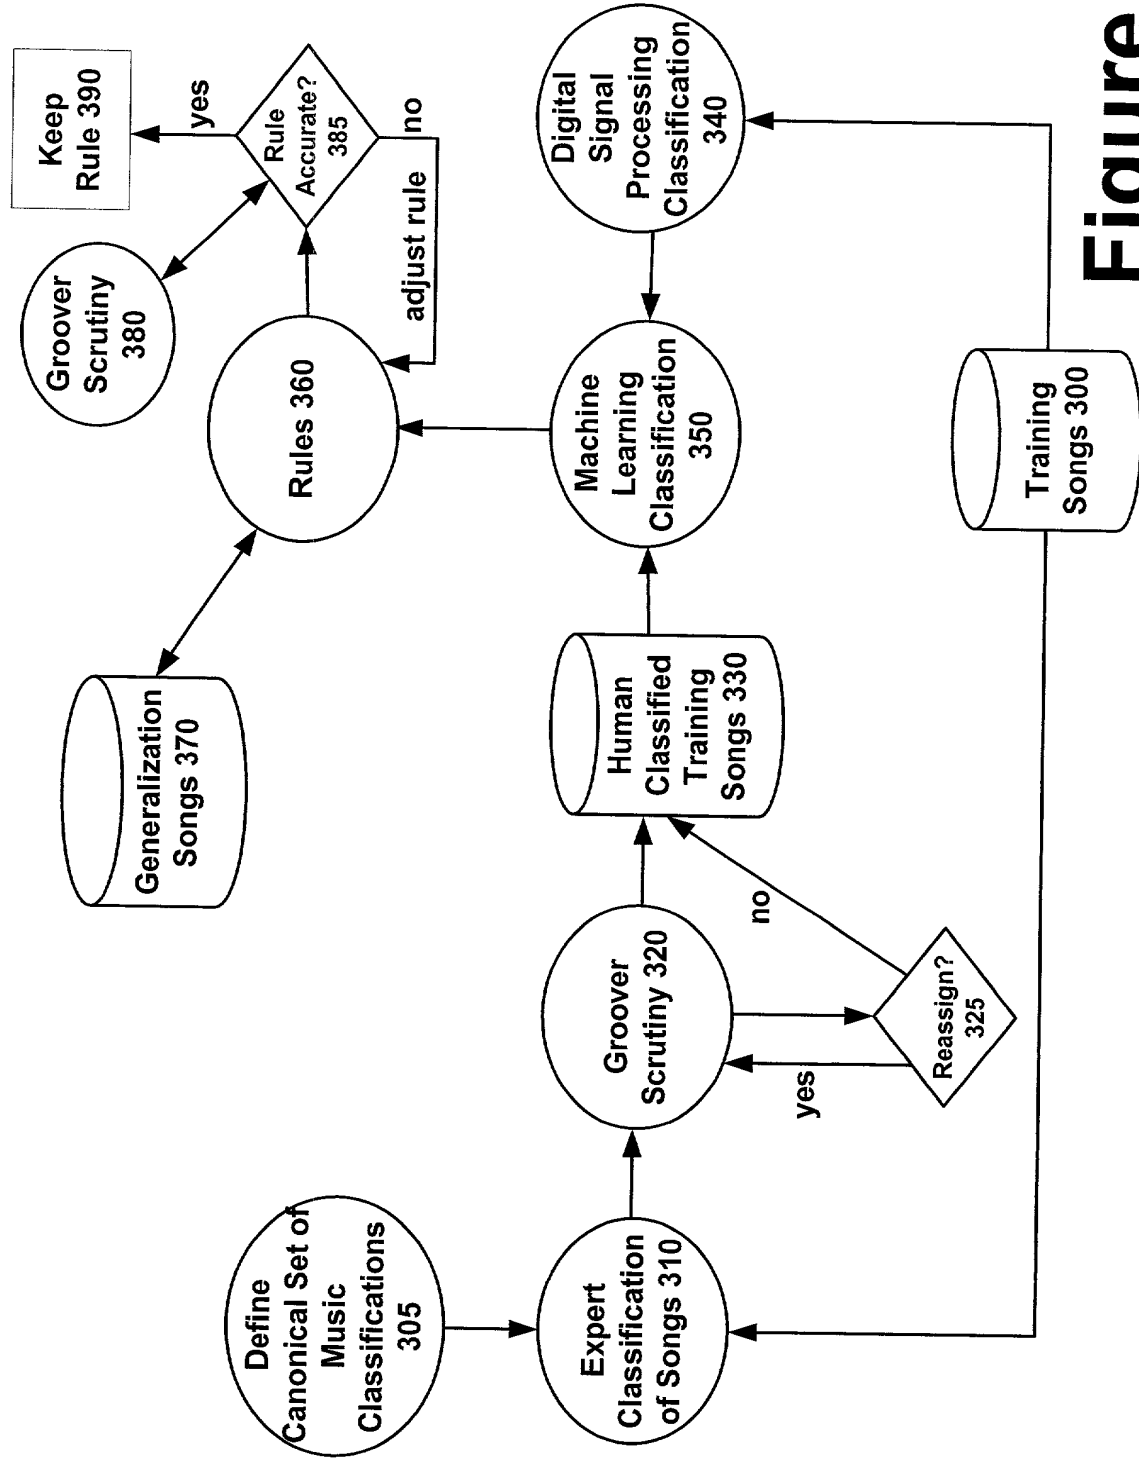 Define
Canonical Set of
Music
Classifications
305
Expert
Classification
of Songs 310
Groover
Scrutiny 320
yes
Reassign?
325
no
Human
Classified
Training
Songs 330
Generalization
Songs 370
Machine
Learning
Classification
350
Rules 360
Groover
Scrutiny
380
adjust rule
Rule
Accurate?
385
yes
no
Keep
Rule 390
Digital
Signal
Processing
Classification
340
Training
Songs 300
Figure